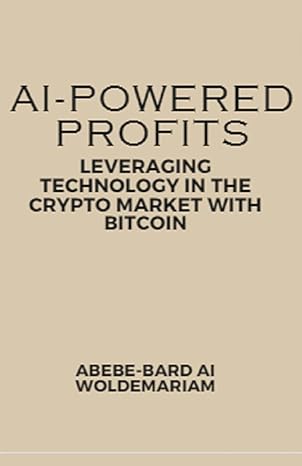 AI-POWERED
PROFITS
LEVERAGING
TECHNOLOGY IN THE
CRYPTO MARKET WITH
BITCOIN
ABEBE-BARD AI
WOLDEMARIAM